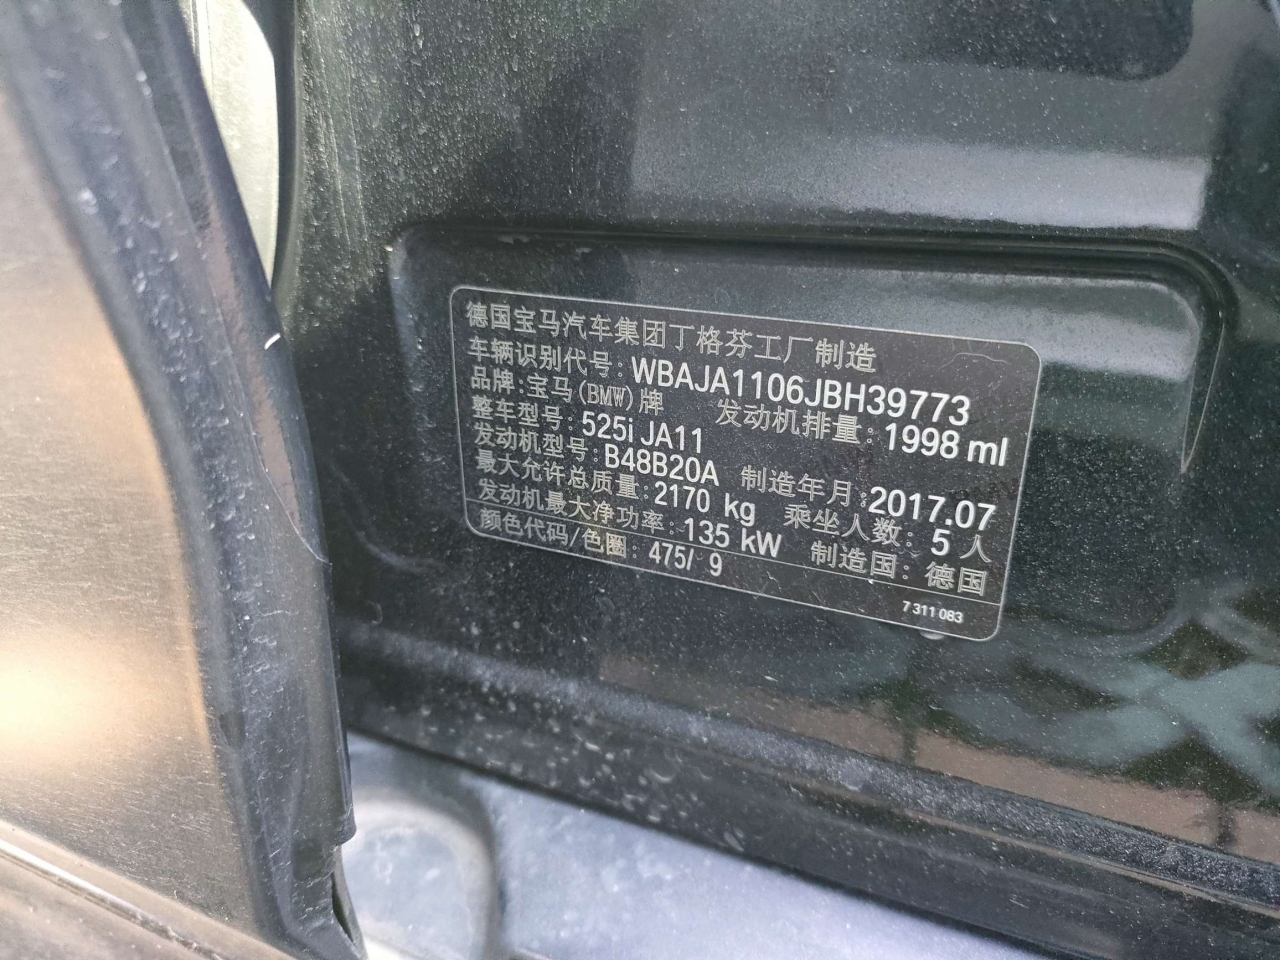 德国宝马汽车集团丁格芬工厂制造
车辆识别代号:WBAJA1106JBH39773
品牌:宝马(BMW)牌 发动机排量:1998 ml
整车型号:525i JA11
发动机型号:B48B20A 制造年月:2017.07
最大允许总质量:2170 kg 乘坐人数: 5 人
发动机最大净功率:135 kW 制造国: 德国
颜色代码/色圈: 475/ 9
7 311 083